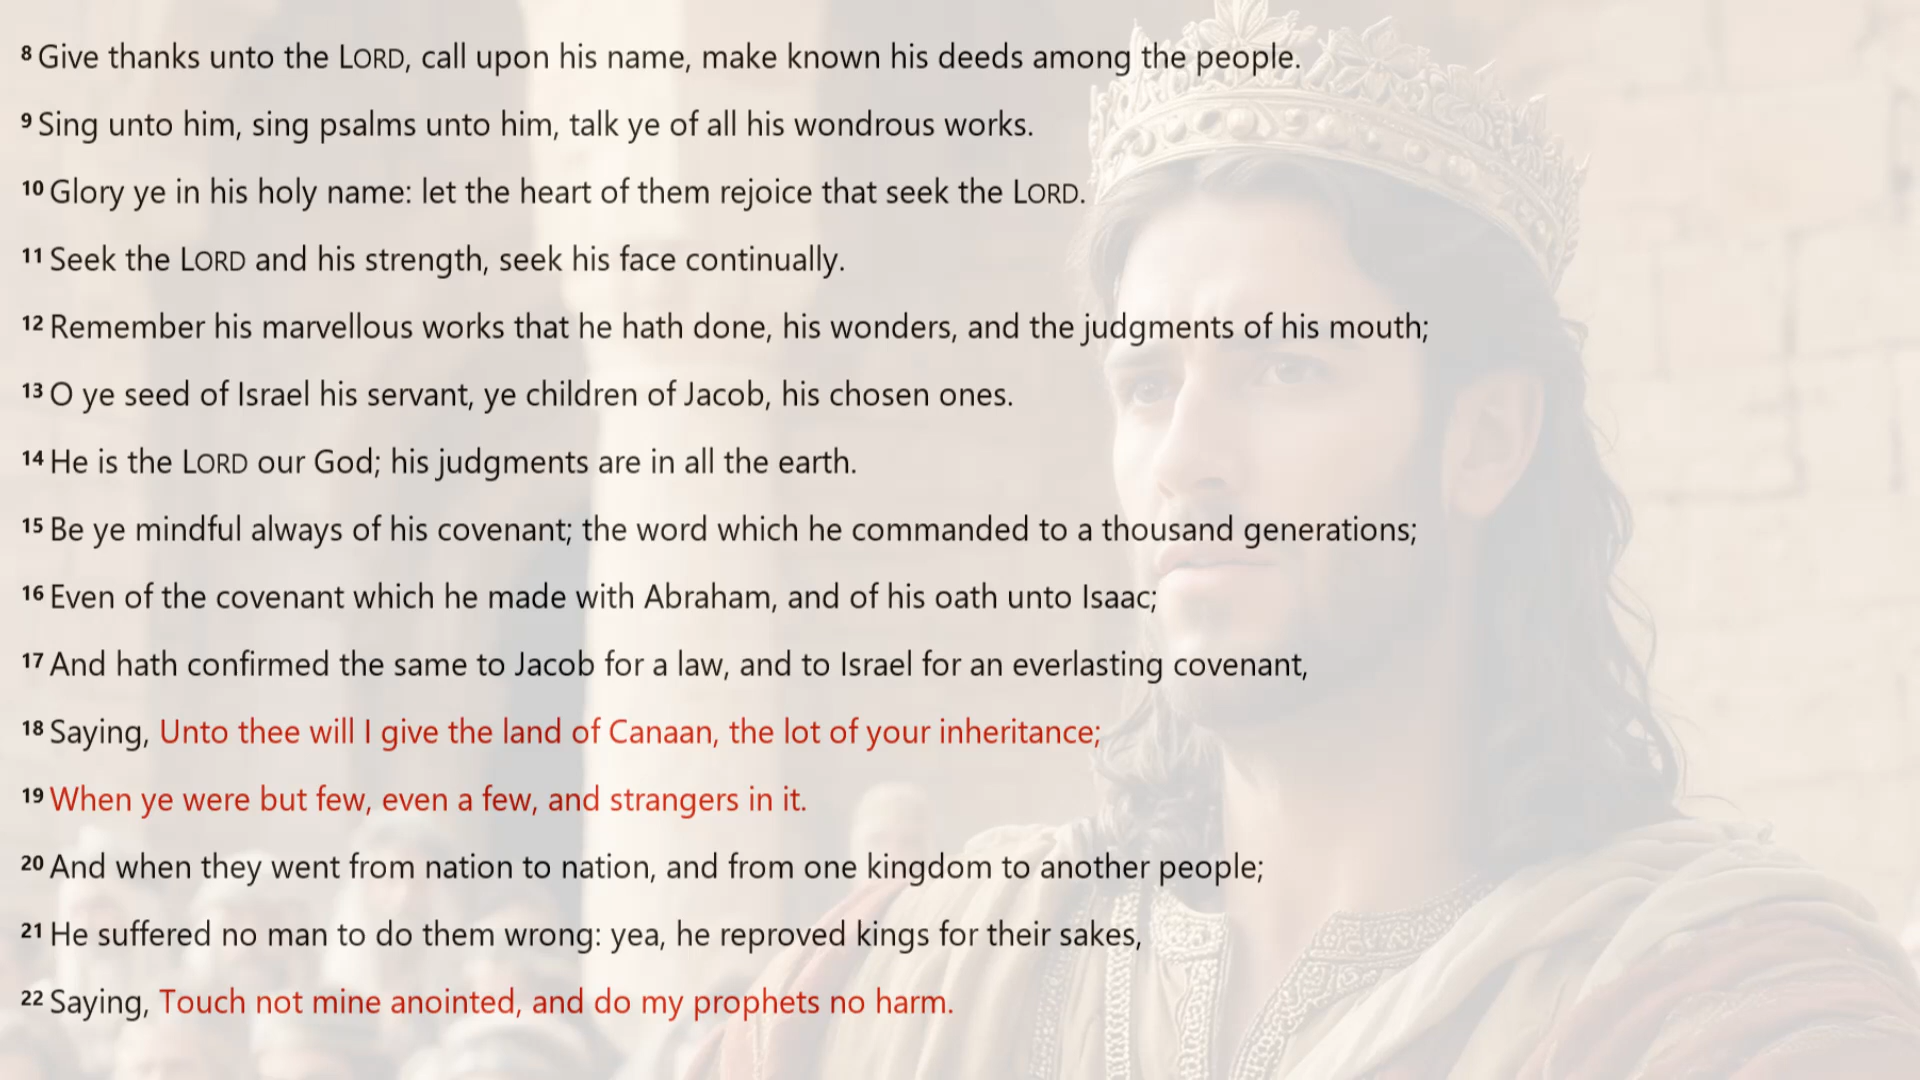 8 Give thanks unto the LORD, call upon his name, make known his deeds among the people.
9 Sing unto him, sing psalms unto him, talk ye of all his wondrous works.
10 Glory ye in his holy name: let the heart of them rejoice that seek the LORD.
11 Seek the LORD and his strength, seek his face continually.
12 Remember his marvellous works that he hath done, his wonders, and the judgments of his mouth;
13 O ye seed of Israel his servant, ye children of Jacob, his chosen ones.
14 He is the LORD our God; his judgments are in all the earth.
15 Be ye mindful always of his covenant; the word which he commanded to a thousand generations;
16 Even of the covenant which he made with Abraham, and of his oath unto Isaac;
17 And hath confirmed the same to Jacob for a law, and to Israel for an everlasting covenant,
18 Saying, Unto thee will I give the land of Canaan, the lot of your inheritance;
19 When ye were but few, even a few, and strangers in it.
20 And when they went from nation to nation, and from one kingdom to another people;
21 He suffered no man to do them wrong: yea, he reproved kings for their sakes,
22 Saying, Touch not mine anointed, and do my prophets no harm.